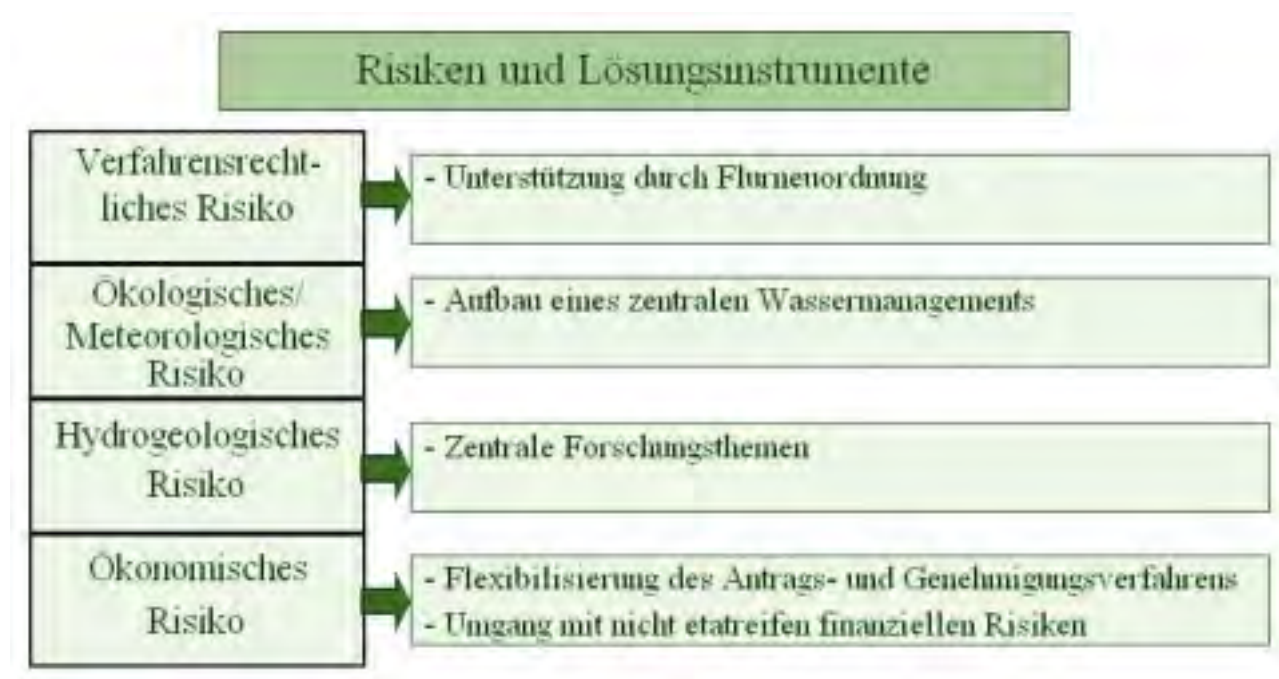 Risiken und Lösungsinstrumente
Verfahrensrecht-
liches Risiko
- Unterstützung durch Flurneuordnung
Ökologisches/
Meteorologisches
Risiko
- Aufbau eines zentralen Wassermanagements
Hydrogeologisches
Risiko
- Zentrale Forschungsthemen
Ökonomisches
Risiko
- Flexibilisierung des Antrags- und Genehmigungsverfahrens
- Umgang mit nicht etatreifen finanziellen Risiken